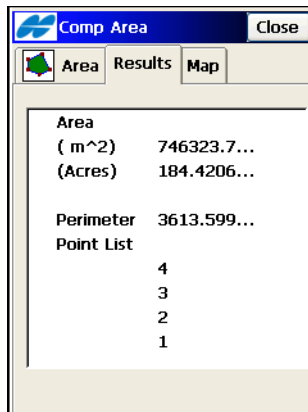 Comp Area Close
Area Results Map
Area
( m^2) 746323.7...
(Acres) 184.4206...
Perimeter 3613.599...
Point List
4
3
2
1